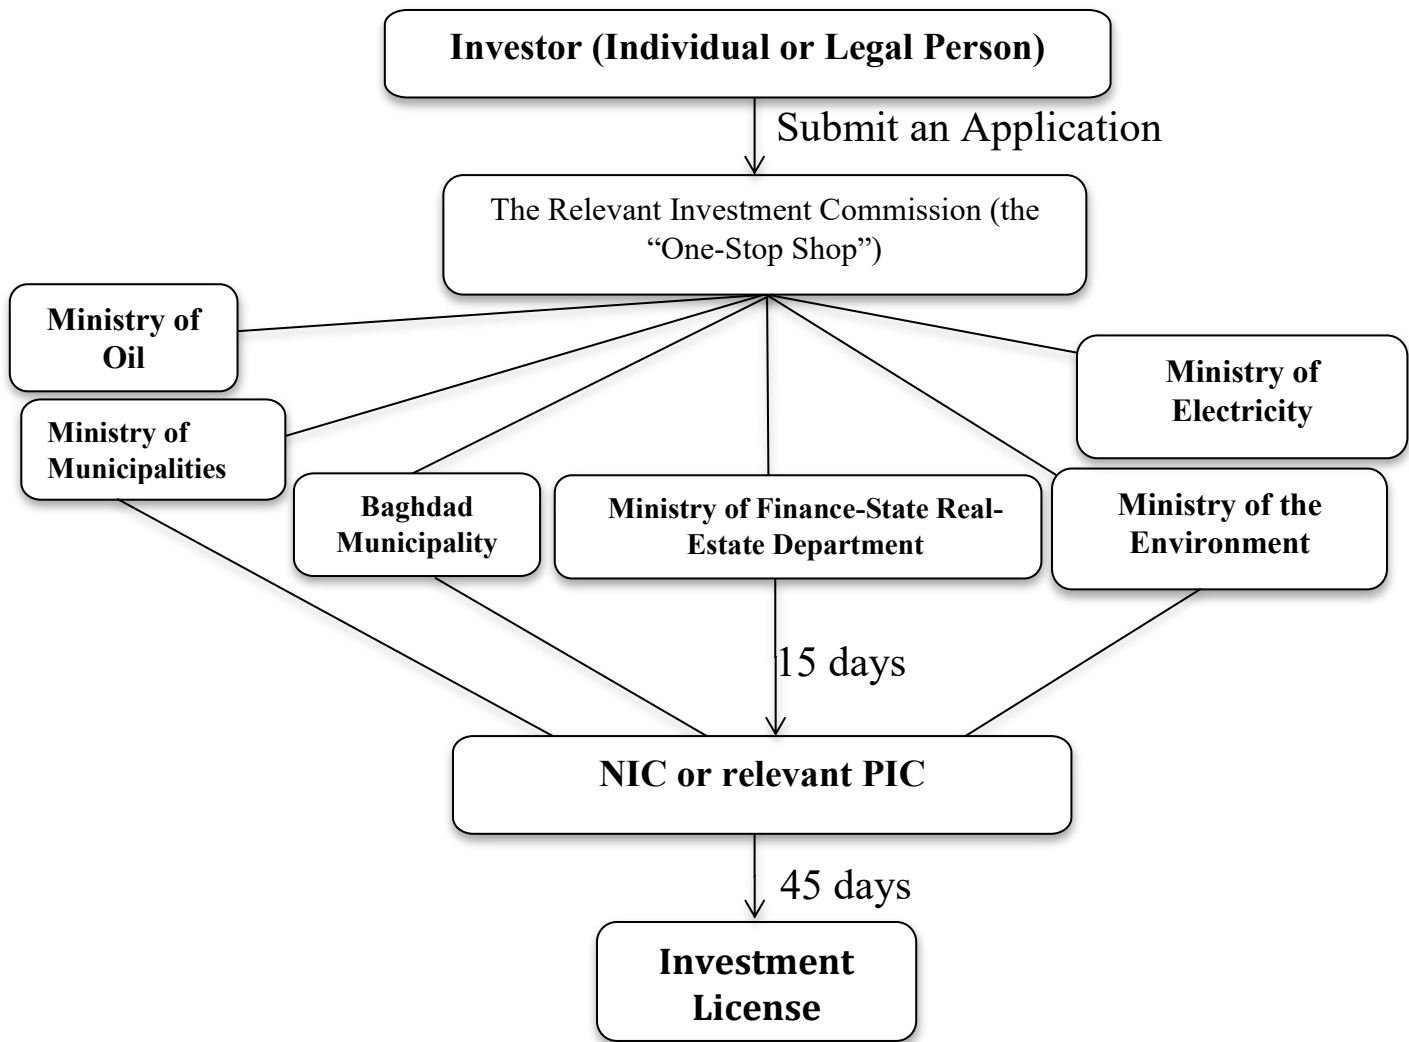 Investor (Individual or Legal Person)
Submit an Application
The Relevant Investment Commission (the
“One-Stop Shop”)
Ministry of
Oil
Ministry of
Electricity
Ministry of
Municipalities
Baghdad
Municipality
Ministry of Finance-State Real-
Estate Department
Ministry of the
Environment
15 days
NIC or relevant PIC
45 days
Investment
License